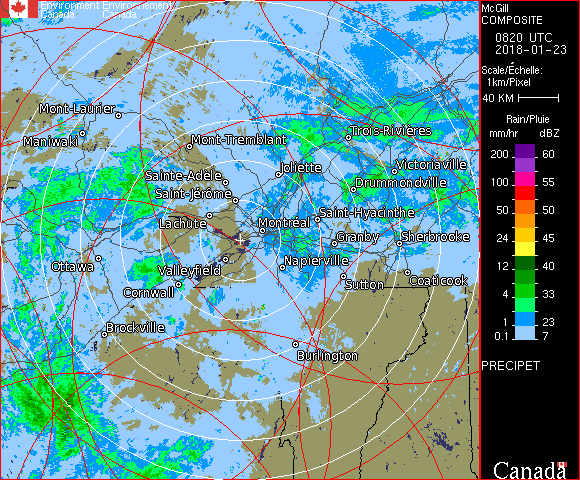 Environment Environnement
Canada Canada
McGill
COMPOSITE
0820 UTC
2018-01-23
Scale/Échelle:
1km/Pixel
40 KM
Rain/Pluie
mm/hr dBZ
200 60
100 55
50 50
24 45
12 40
4 33
1 23
0.1 7
PRECIPET
Mont-Laurier
Maniwaki
Mont-Tremblant
Trois-Rivières
Sainte-Adèle
Joliette
Victoriaville
Saint-Jérôme
Drummondville
Lachute
Montréal
Saint-Hyacinthe
Granby
Sherbrooke
Ottawa
Valleyfield
Napierville
Cornwall
Sutton
Coaticook
Brockville
Burlington
Canada